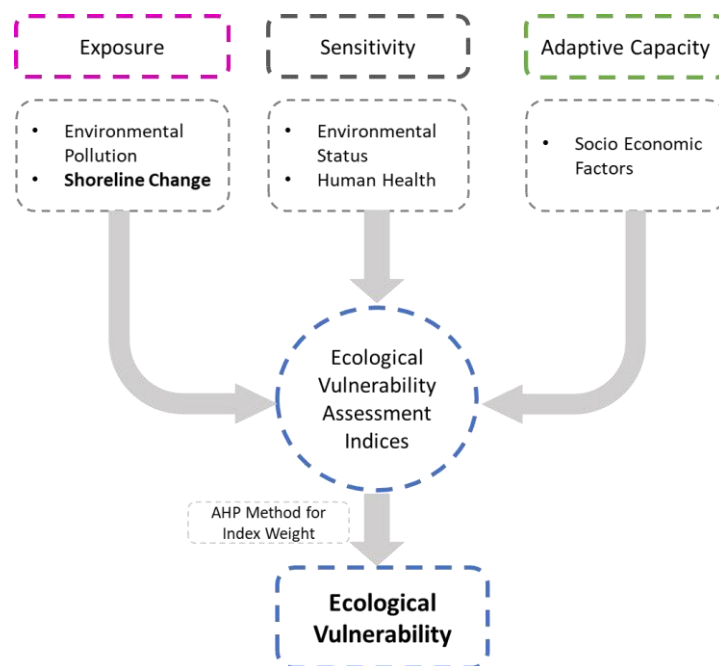 Exposure
Sensitivity
Adaptive Capacity
• Environmental
Pollution
• Shoreline Change
• Environmental
Status
• Human Health
• Socio Economic
Factors
Ecological
Vulnerability
Assessment
Indices
AHP Method for
Index Weight
Ecological
Vulnerability